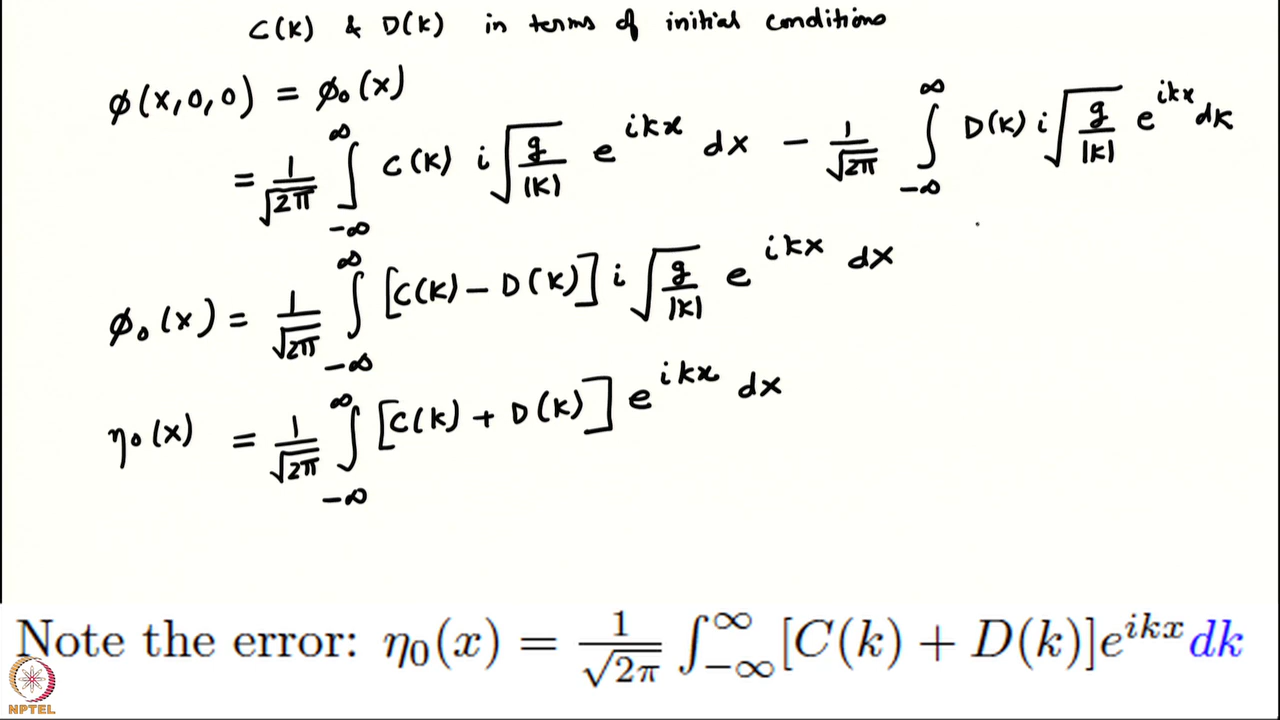 C(k) & D(k) in terms of initial conditions
φ(x,0,0) = φ₀(x)
= 1/√2π ∫_{-∞}^{∞} C(k) i √(g/|k|) e^{ikx} dx − 1/√2π ∫_{-∞}^{∞} D(k) i √(g/|k|) e^{ikx} dk
φ₀(x) = 1/√2π ∫_{-∞}^{∞} [C(k) − D(k)] i √(g/|k|) e^{ikx} dx
η₀(x) = 1/√2π ∫_{-∞}^{∞} [C(k) + D(k)] e^{ikx} dx
Note the error: η₀(x) = 1/√2π ∫_{-∞}^{∞} [C(k) + D(k)]e^{ikx} dk
NPTEL